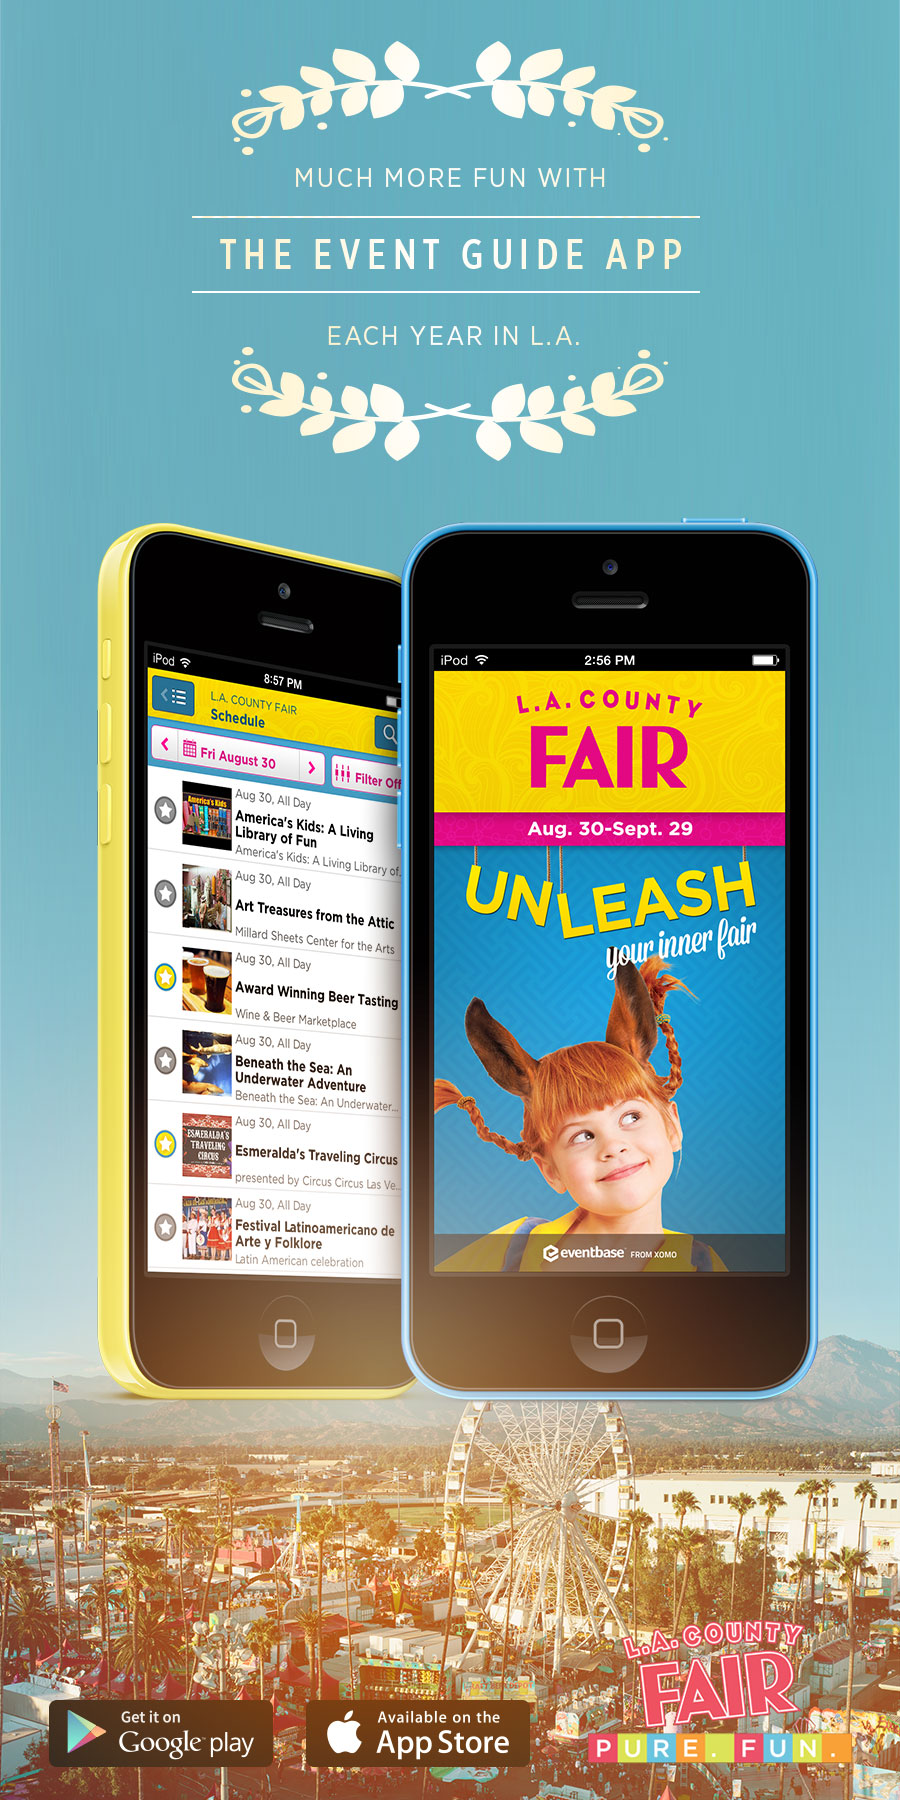 MUCH MORE FUN WITH
THE EVENT GUIDE APP
EACH YEAR IN L.A.
iPod
8:57 PM
L.A. COUNTY FAIR
Schedule
Fri August 30
Filter Off
Aug 30, All Day
America's Kids
America's Kids: A Living
Library of Fun
America's Kids: A Living Library of.
Aug 30, All Day
Art Treasures from the Attic
Millard Sheets Center for the Arts
Aug 30, All Day
Award Winning Beer Tasting
Wine & Beer Marketplace
Aug 30, All Day
Beneath the Sea: An
Underwater Adventure
Beneath the Sea: An Underwater...
Aug 30, All Day
ESMERALDA'S
TRAVELING
CIRCUS
Esmeralda's Traveling Circus
presented by Circus Circus Las Ve...
Aug 30, All Day
Festival Latinoamericano de
Arte y Folklore
Latin American celebration
iPod
2:56 PM
L.A. COUNTY
FAIR
Aug. 30-Sept. 29
UNLEASH
your inner fair
eventbase FROM XOMO
Get it on
Google play
Available on the
App Store
L.A. COUNTY
FAIR
PURE. FUN.